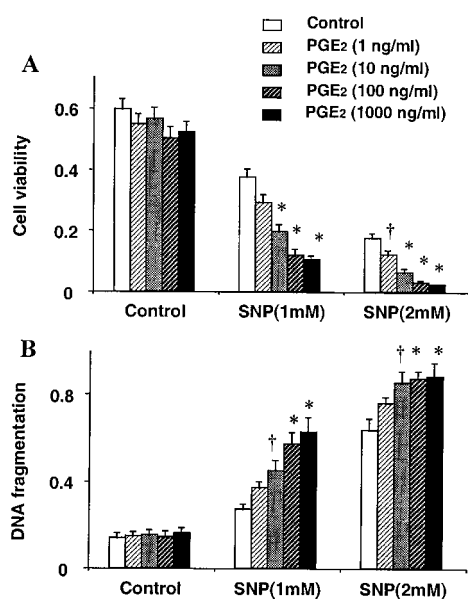 Control
PGE2 (1 ng/ml)
PGE2 (10 ng/ml)
PGE2 (100 ng/ml)
PGE2 (1000 ng/ml)
A
Cell viability
0.6
0.4
0.2
0
* * *
† * * *
Control SNP(1mM) SNP(2mM)
B
DNA fragmentation
0.8
0.4
0
† * *
† * *
Control SNP(1mM) SNP(2mM)